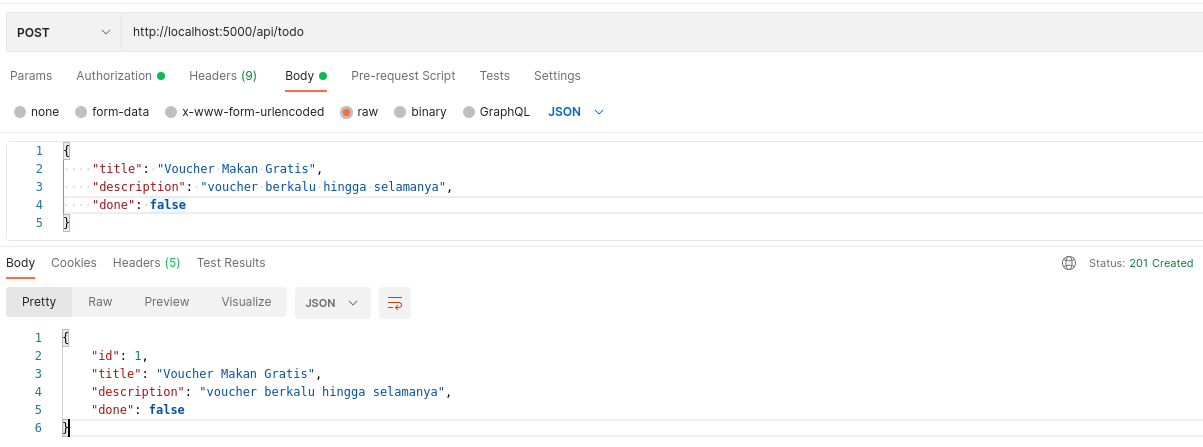 POST http://localhost:5000/api/todo
Params Authorization Headers (9) Body Pre-request Script Tests Settings
none form-data x-www-form-urlencoded raw binary GraphQL JSON
1 {
2 "title": "Voucher Makan Gratis",
3 "description": "voucher berkalu hingga selamanya",
4 "done": false
5 }
Body Cookies Headers (5) Test Results Status: 201 Created
Pretty Raw Preview Visualize JSON
1 {
2 "id": 1,
3 "title": "Voucher Makan Gratis",
4 "description": "voucher berkalu hingga selamanya",
5 "done": false
6 }